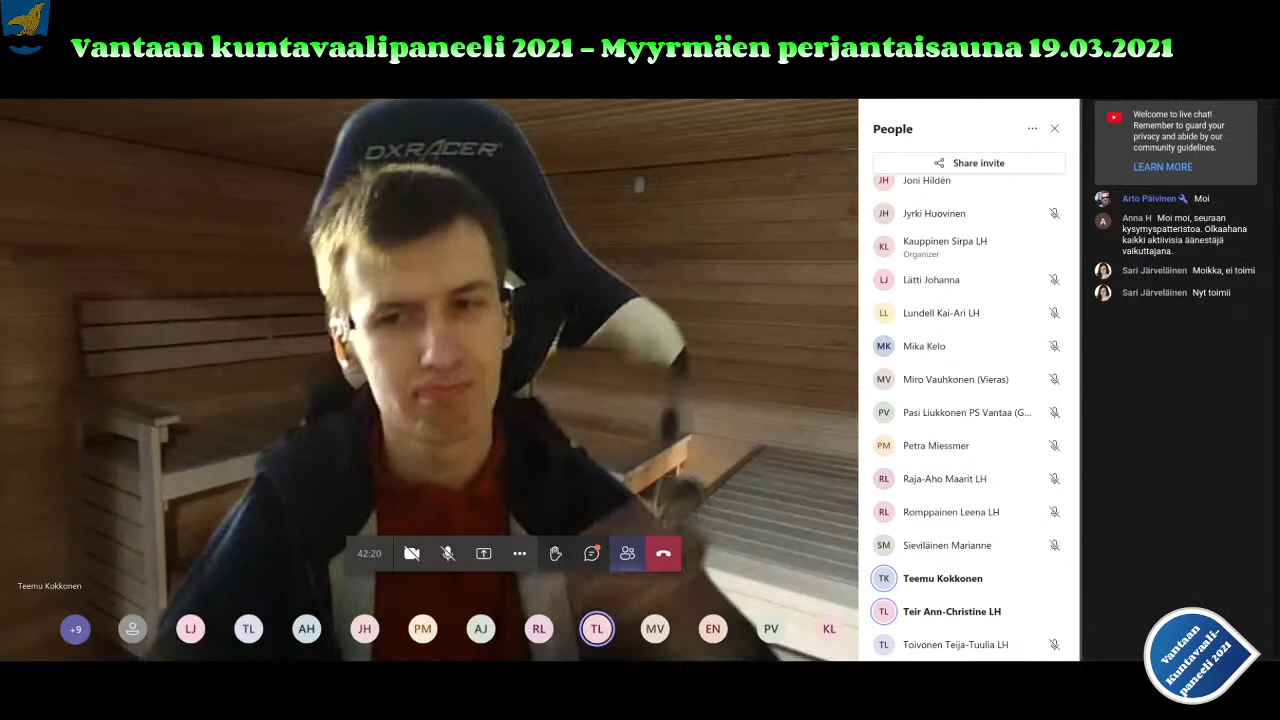 Vantaan kuntavaalipaneeli 2021 – Myyrmäen perjantaisauna 19.03.2021
DXRACER
People
Share invite
JH Joni Hildén
JH Jyrki Huovinen
KL Kauppinen Sirpa LH
Organizer
LJ Lätti Johanna
LL Lundell Kai-Ari LH
MK Mika Kelo
MV Miro Vauhkonen (Vieras)
PV Pasi Liukkonen PS Vantaa (G...
PM Petra Miessmer
RL Raja-Aho Maarit LH
RL Romppainen Leena LH
SM Sieviläinen Marianne
TK Teemu Kokkonen
TL Teir Ann-Christine LH
TL Toivonen Teija-Tuulia LH
Welcome to live chat!
Remember to guard your
privacy and abide by our
community guidelines.
LEARN MORE
Arto Päivinen Moi
A Anna H Moi moi, seuraan
kysymyspatteristoa. Olkaahana
kaikki aktiivisia äänestäjä
vaikuttajana.
Sari Järveläinen Moikka, ei toimi
Sari Järveläinen Nyt toimii
42:20
Teemu Kokkonen
+9 LJ TL AH JH PM AJ RL TL MV EN PV KL
Vantaan
Kuntavaali-
paneeli 2021